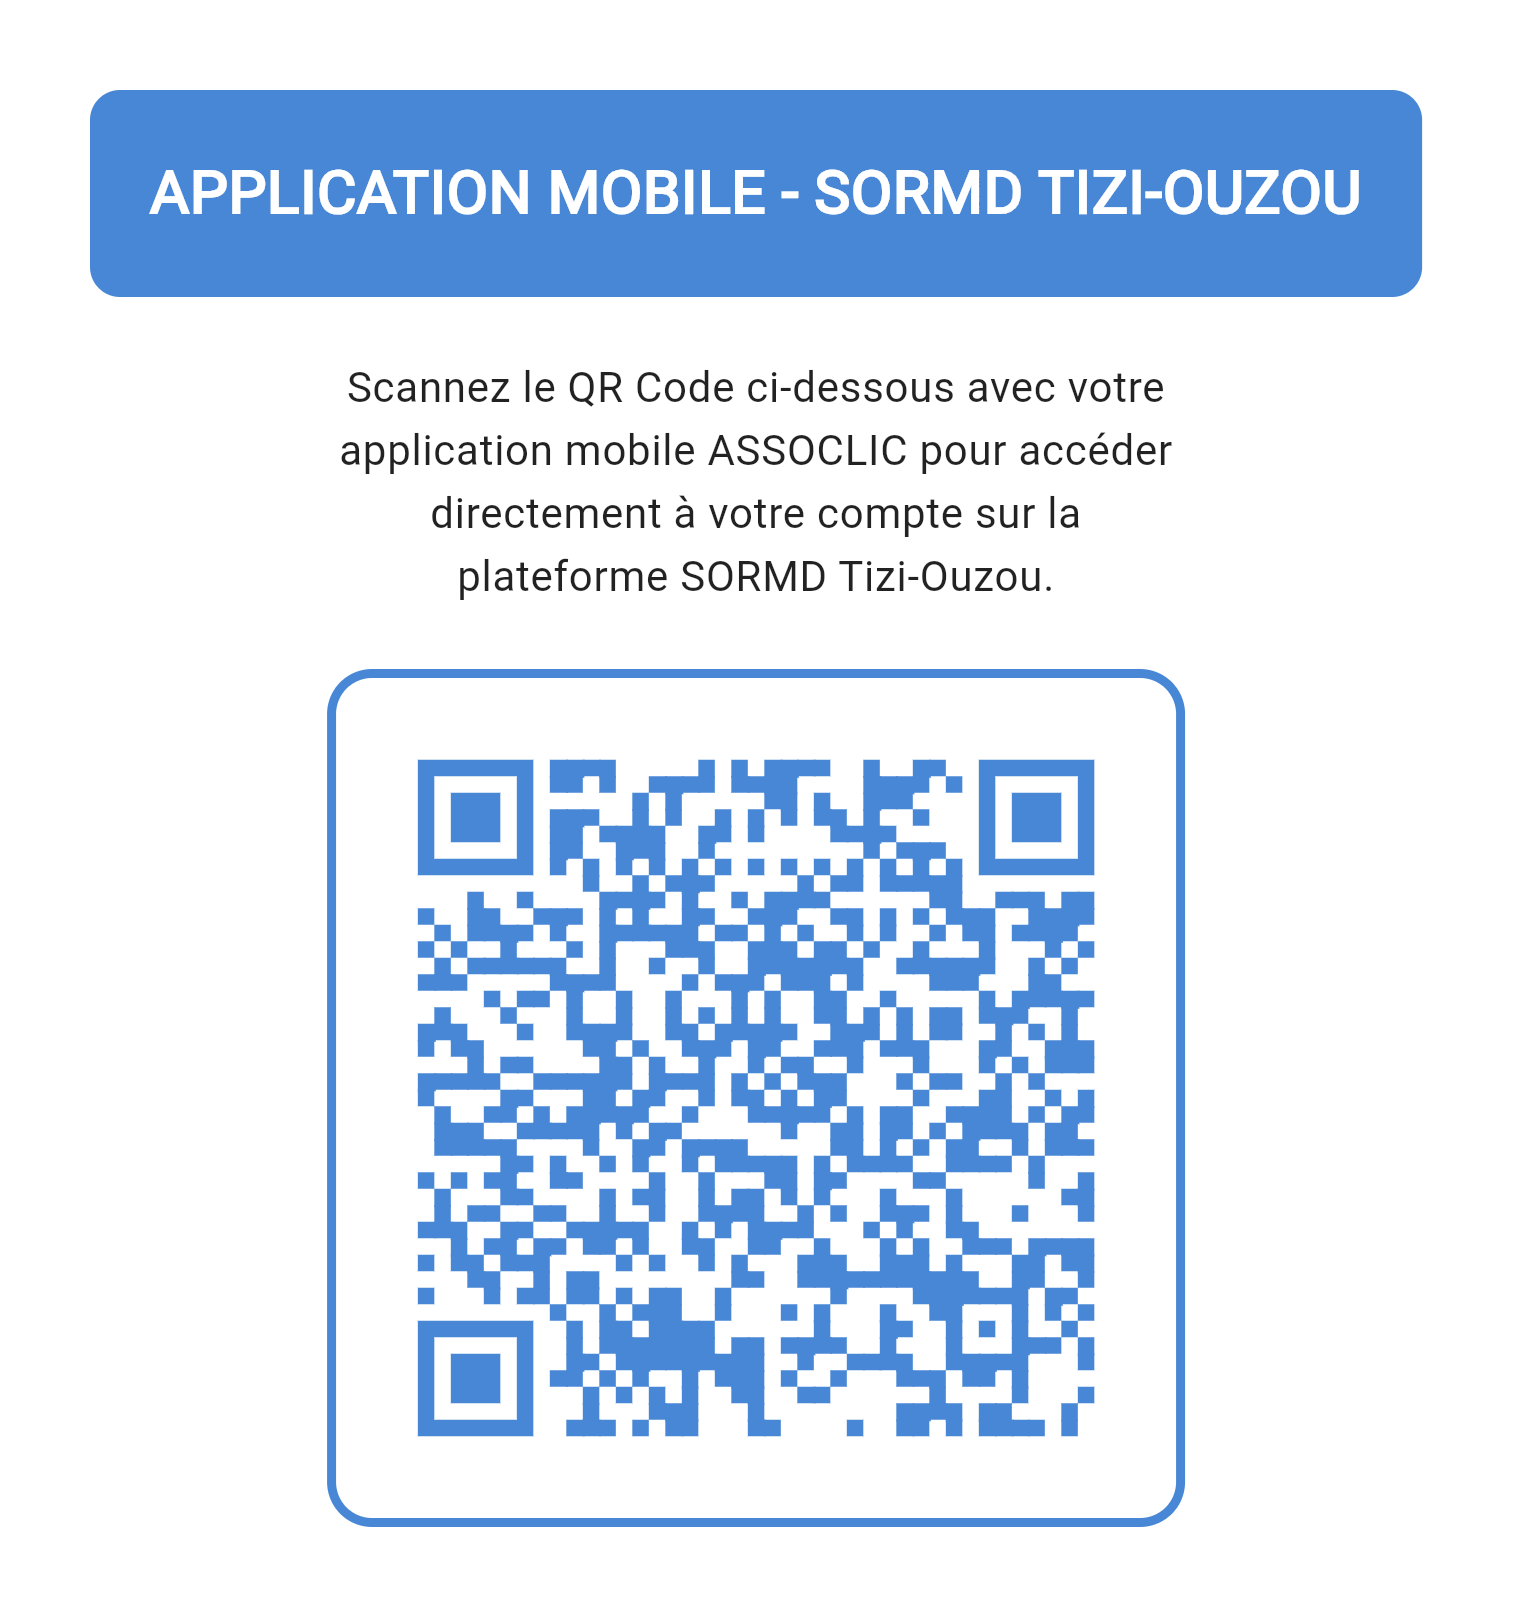 APPLICATION MOBILE - SORMD TIZI-OUZOU
Scannez le QR Code ci-dessous avec votre
application mobile ASSOCLIC pour accéder
directement à votre compte sur la
plateforme SORMD Tizi-Ouzou.